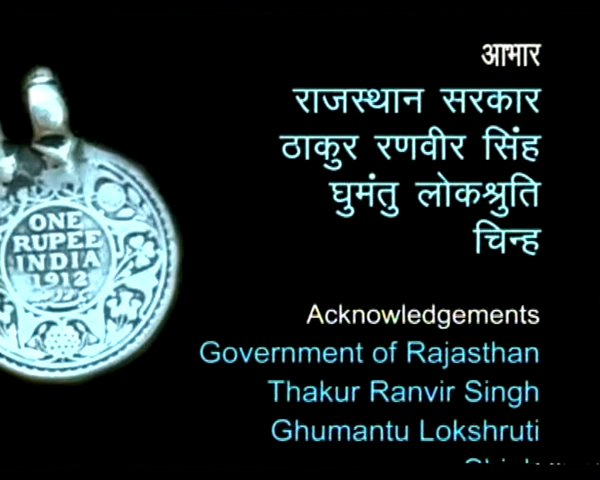 आभार
राजस्थान सरकार
ठाकुर रणवीर सिंह
घुमंतु लोकश्रुति
चिन्ह
ONE
RUPEE
INDIA
1912
Acknowledgements
Government of Rajasthan
Thakur Ranvir Singh
Ghumantu Lokshruti